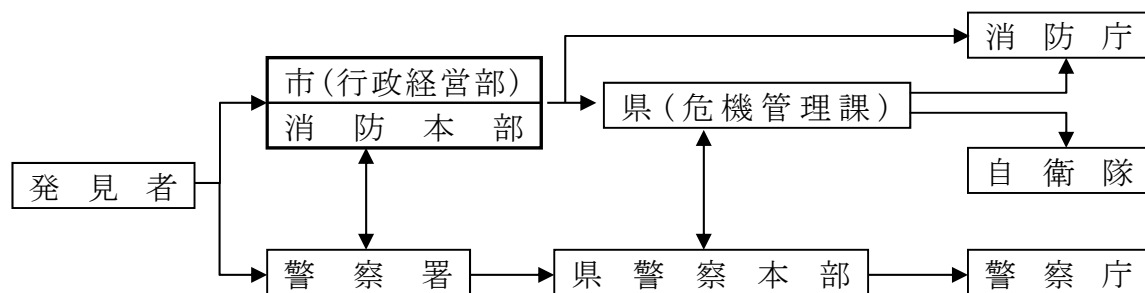 消防庁
市(行政経営部)
消防本部
県(危機管理課)
発見者
自衛隊
警察署
県警察本部
警察庁